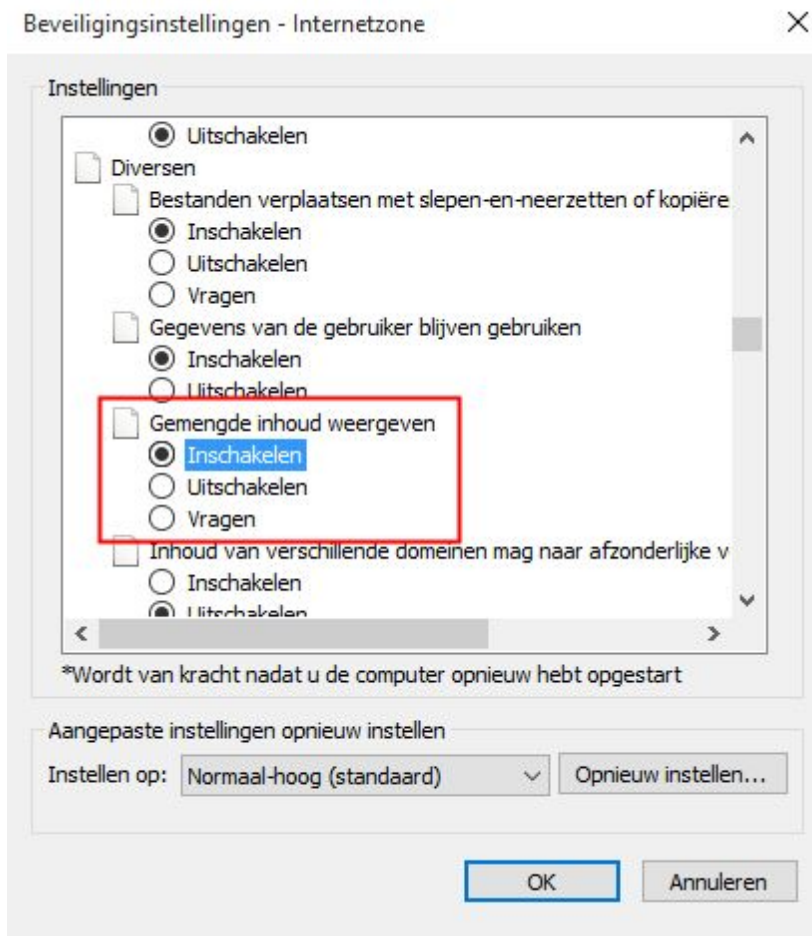 Beveiligingsinstellingen - Internetzone
Instellingen
Uitschakelen
Diversen
Bestanden verplaatsen met slepen-en-neerzetten of kopiëre
Inschakelen
Uitschakelen
Vragen
Gegevens van de gebruiker blijven gebruiken
Inschakelen
Uitschakelen
Gemengde inhoud weergeven
Inschakelen
Uitschakelen
Vragen
Inhoud van verschillende domeinen mag naar afzonderlijke v
Inschakelen
Uitschakelen
*Wordt van kracht nadat u de computer opnieuw hebt opgestart
Aangepaste instellingen opnieuw instellen
Instellen op: Normaal-hoog (standaard) Opnieuw instellen...
OK Annuleren